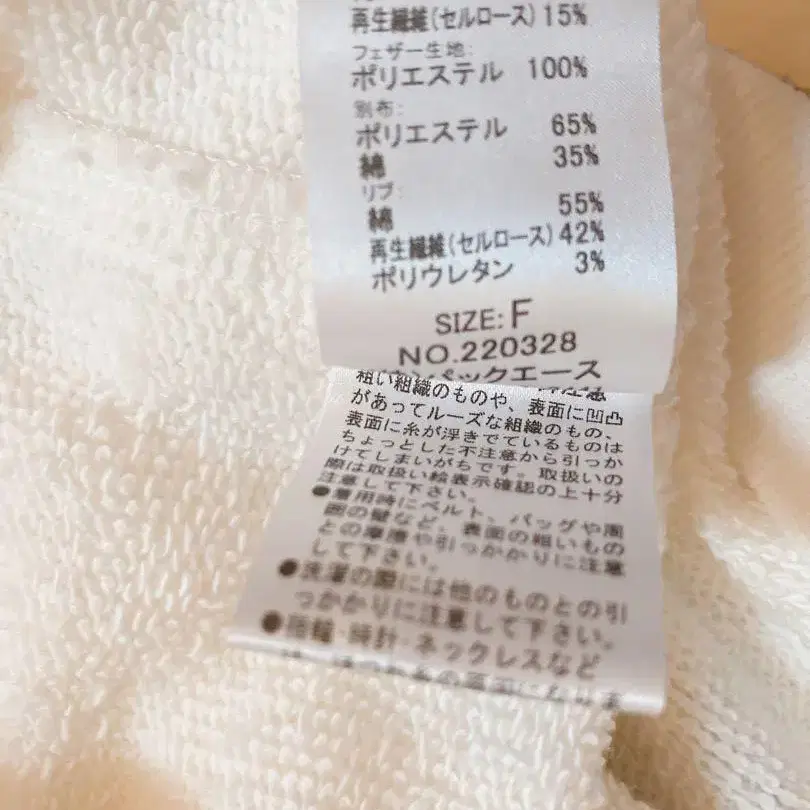 再生繊維(セルロース) 15%
フェザー生地:
ポリエステル 100%
別布:
ポリエステル 65%
綿 35%
リブ:
綿 55%
再生繊維(セルロース) 42%
ポリウレタン 3%
SIZE: F
NO.220328
ンパックエース
粗い組織のものや、表面に凹凸
があってルーズな組織のもの、
表面に糸が浮きでているものは
ちょっとした不注意から引っか
けてしまいがちです。取扱いの
際は取扱い絵表示確認の上十分
注意して下さい。
●着用時にベルト、バッグや周
囲の壁など、表面の粗いもの
との摩擦や引っかかりに注意
して下さい。
●洗濯の際には他のものとの引
っかかりに注意して下さい。
●指輪・時計・ネックレスなど